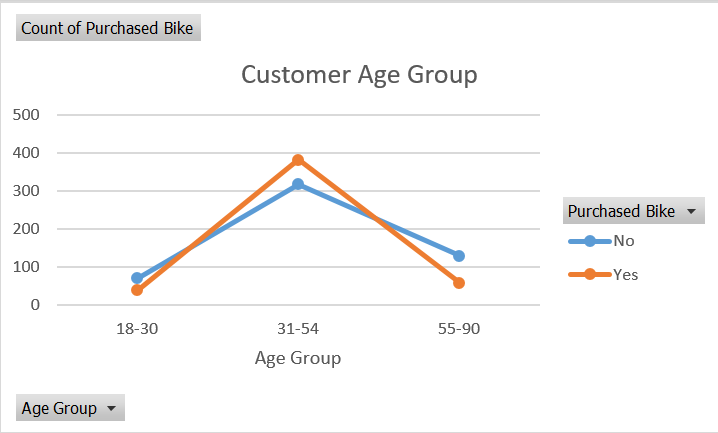 Count of Purchased Bike
Customer Age Group
500
400
300
200
100
0
18-30 31-54 55-90
Age Group
Purchased Bike
No
Yes
Age Group